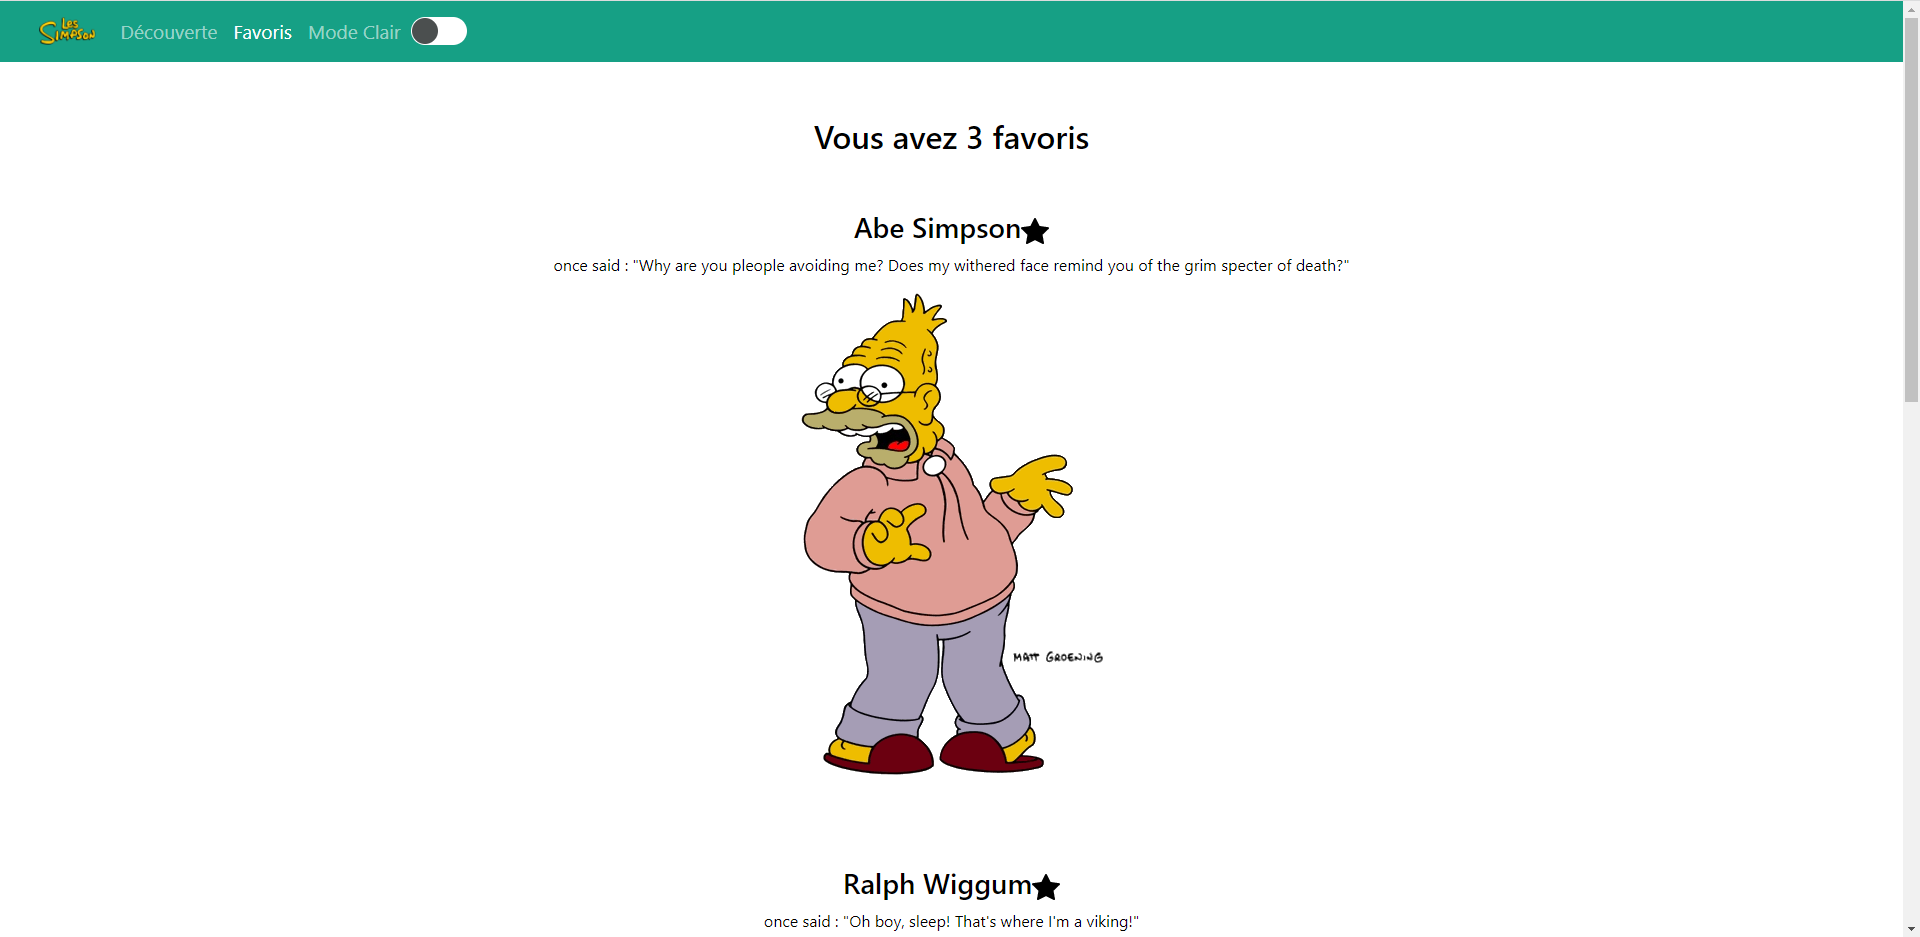 Les
Simpson
Découverte Favoris Mode Clair
Vous avez 3 favoris
Abe Simpson
once said : "Why are you pleople avoiding me? Does my withered face remind you of the grim specter of death?"
MATT GROENING
Ralph Wiggum
once said : "Oh boy, sleep! That's where I'm a viking!"